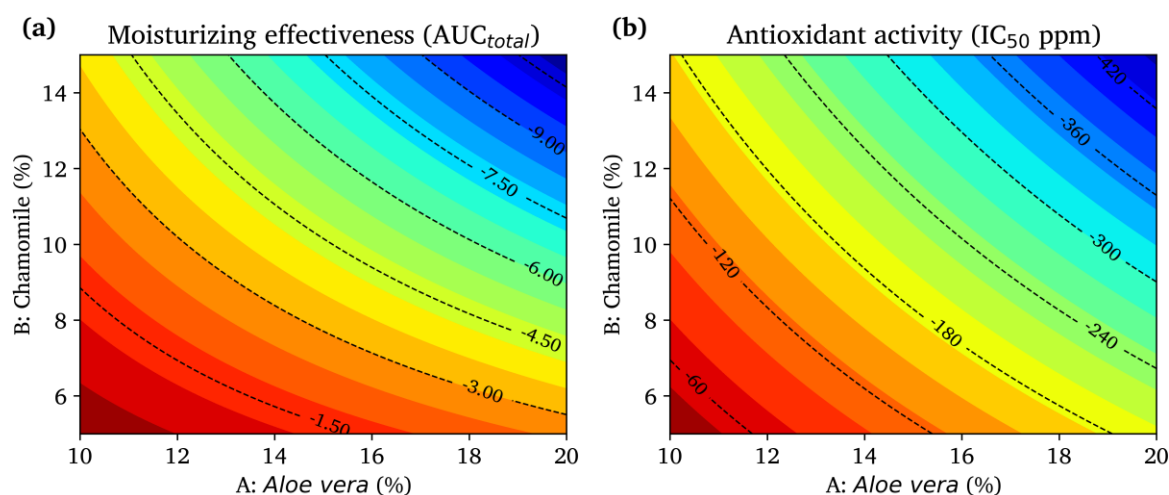 (a) Moisturizing effectiveness (AUCtotal)
14
12
10
8
6
10 12 14 16 18 20
B: Chamomile (%)
A: Aloe vera (%)
-9.00
-7.50
-6.00
-4.50
-3.00
-1.50
(b) Antioxidant activity (IC50 ppm)
14
12
10
8
6
10 12 14 16 18 20
B: Chamomile (%)
A: Aloe vera (%)
-420
-360
-300
-240
-180
-120
-60